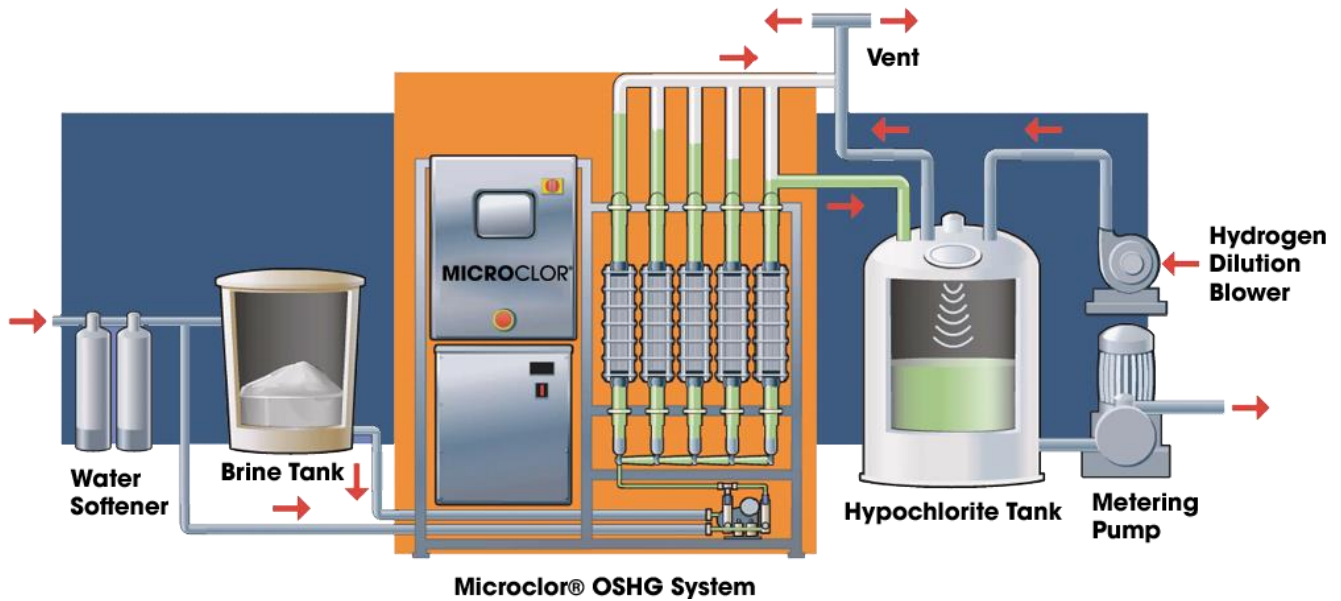 Vent
Hydrogen
Dilution
Blower
MICROCLOR®
Water
Softener
Brine Tank
Hypochlorite Tank
Metering
Pump
Microclor® OSHG System